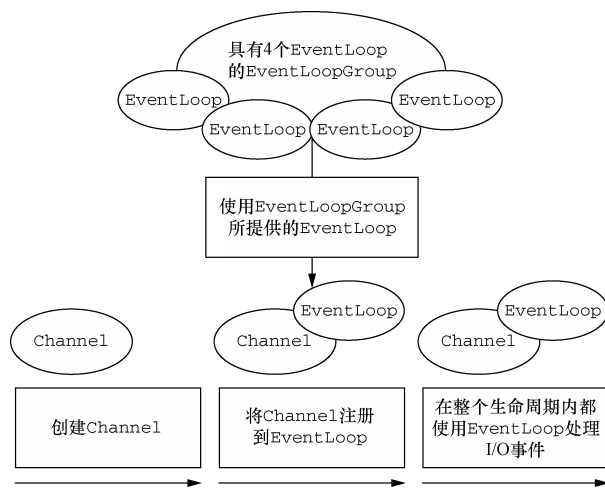 具有4个EventLoop
的EventLoopGroup
EventLoop
EventLoop
EventLoop
EventLoop
使用EventLoopGroup
所提供的EventLoop
Channel
Channel
EventLoop
Channel
EventLoop
创建Channel
将Channel注册
到EventLoop
在整个生命周期内都
使用EventLoop处理
I/O事件